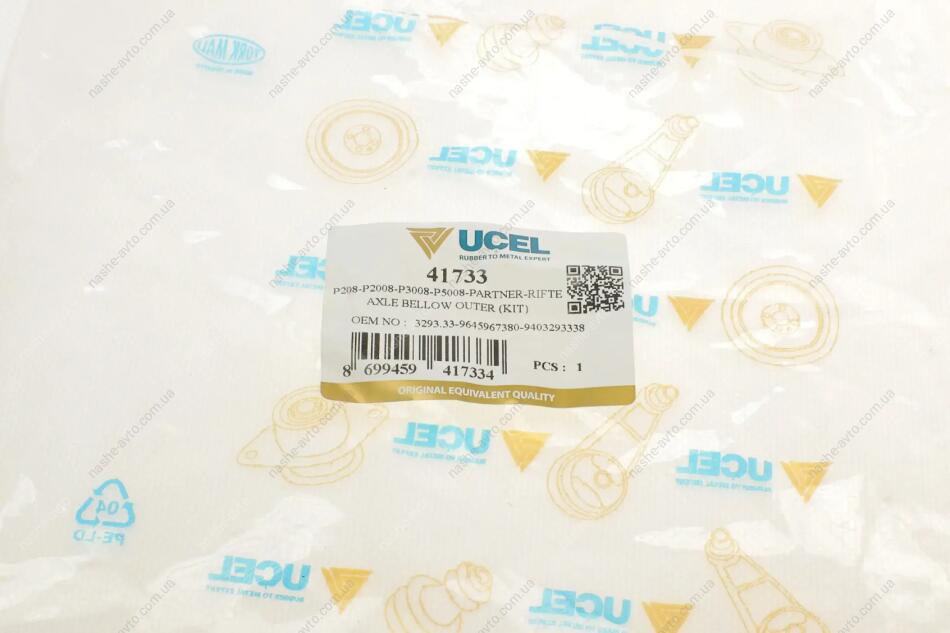 UCEL
RUBBER TO METAL EXPERT
41733
P208-P2008-P3008-P5008-PARTNER-RIFTE
AXLE BELLOW OUTER (KIT)
OEM NO : 3293.33-9645967380-9403293338
8 699459 417334
PCS : 1
ORIGINAL EQUIVALENT QUALITY
UCEL
UCEL
UCEL
UCEL
UCEL
UCEL
UCEL
UCEL
04
PE-LD
nashe-avto.com.ua